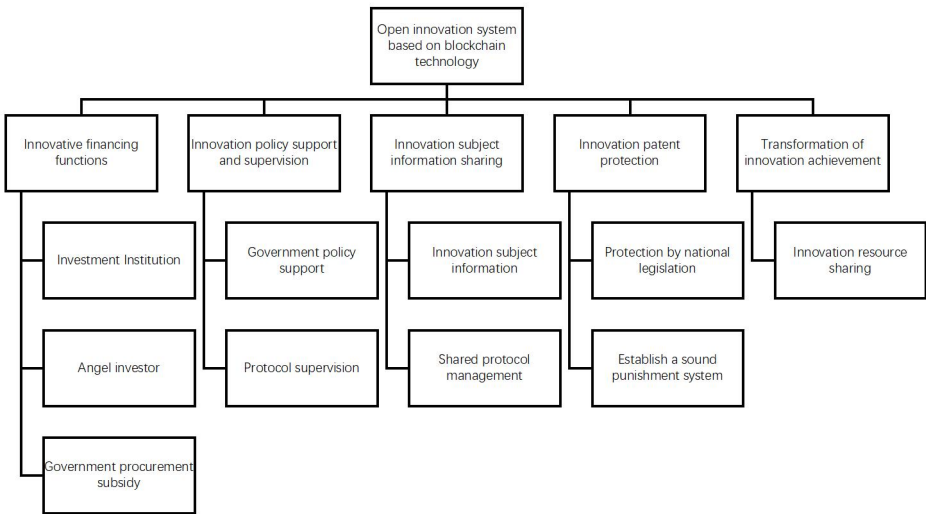 Open innovation system
based on blockchain
technology
Innovative financing
functions
Innovation policy support
and supervision
Innovation subject
information sharing
Innovation patent
protection
Transformation of
innovation achievement
Investment Institution
Government policy
support
Innovation subject
information
Protection by national
legislation
Innovation resource
sharing
Angel investor
Protocol supervision
Shared protocol
management
Establish a sound
punishment system
Government procurement
subsidy